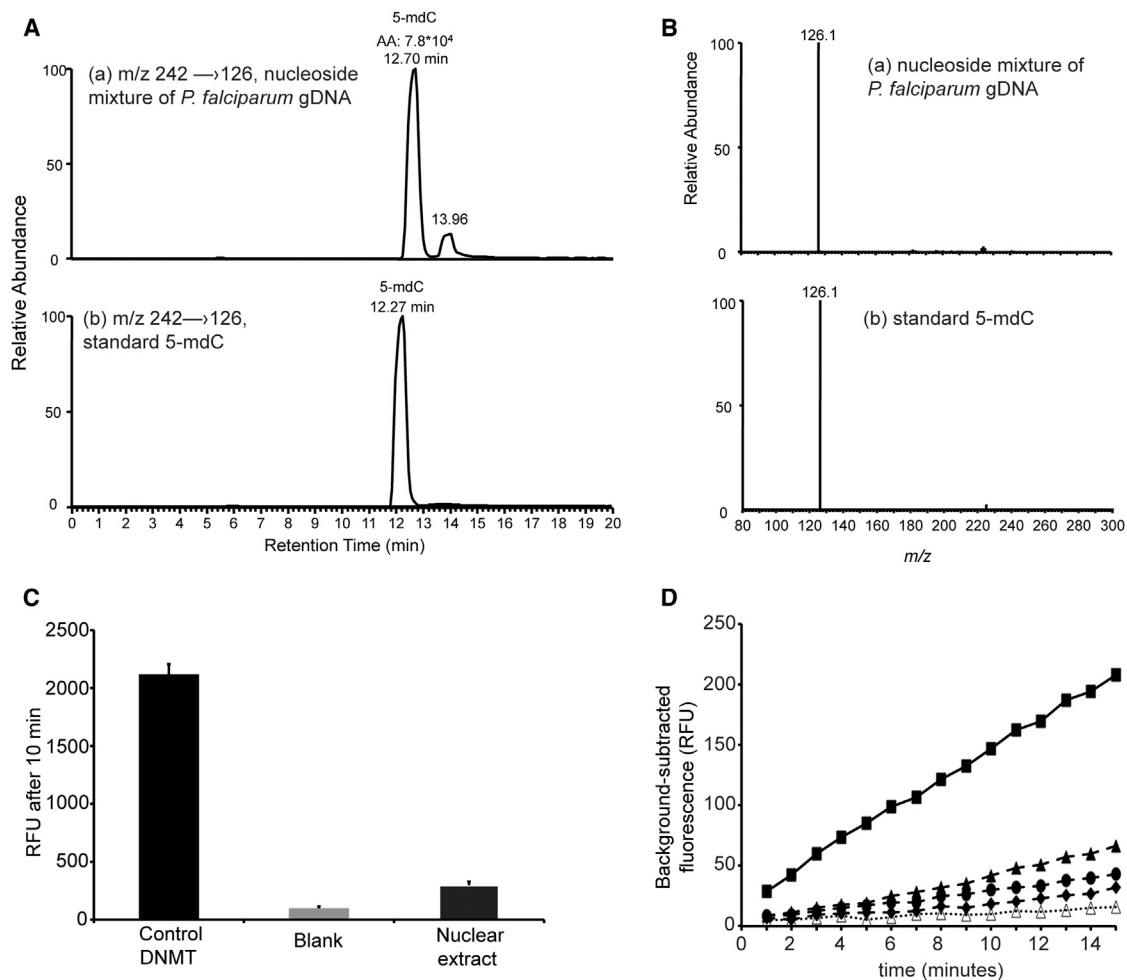 A
5-mdC
AA: 7.8*10⁴
12.70 min
(a) m/z 242 —›126, nucleoside
mixture of P. falciparum gDNA
13.96
100
50
0
5-mdC
12.27 min
(b) m/z 242—›126,
standard 5-mdC
100
50
0
Relative Abundance
0 1 2 3 4 5 6 7 8 9 10 11 12 13 14 15 16 17 18 19 20
Retention Time (min)
B
126.1
(a) nucleoside mixture of
P. falciparum gDNA
100
50
0
Relative Abundance
126.1
(b) standard 5-mdC
100
50
0
80 100 120 140 160 180 200 220 240 260 280 300
m/z
C
2500
2000
1500
1000
500
0
RFU after 10 min
Control
DNMT
Blank
Nuclear
extract
D
250
200
150
100
50
0
Background-subtracted
fluorescence (RFU)
0 2 4 6 8 10 12 14
time (minutes)